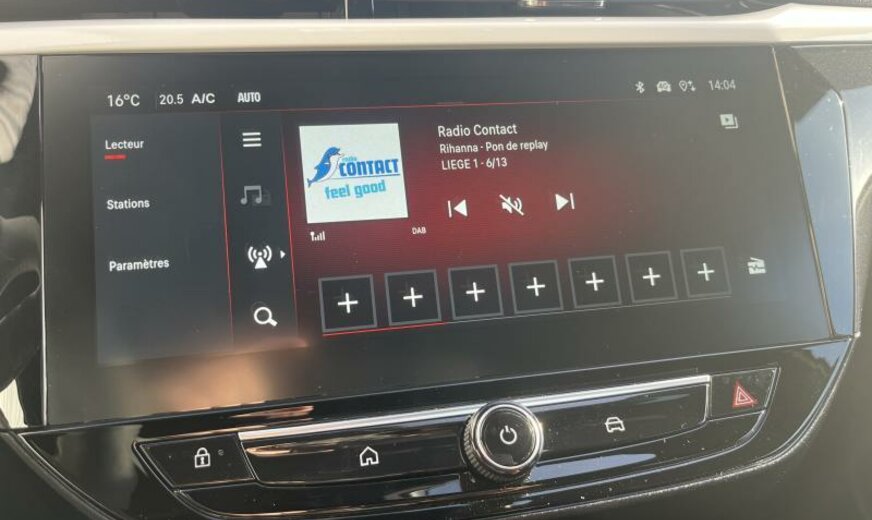 16°C 20.5 A/C AUTO 14:04
Lecteur
Stations
Paramètres
radio
CONTACT
feel good
Radio Contact
Rihanna · Pon de replay
LIEGE 1 - 6/13
DAB